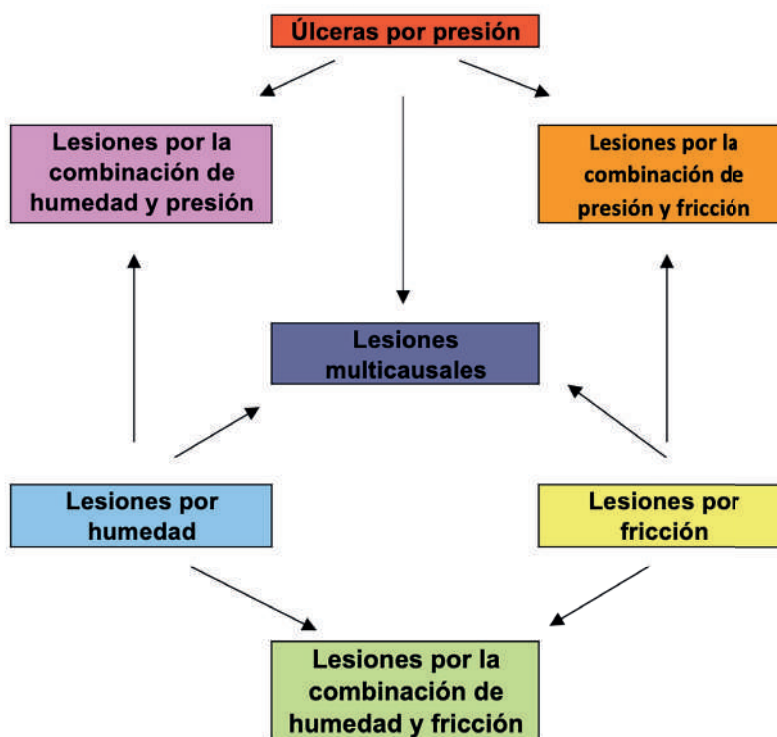 Úlceras por presión
Lesiones por la
combinación de
humedad y presión
Lesiones por la
combinación de
presión y fricción
Lesiones
multicausales
Lesiones por
humedad
Lesiones por
fricción
Lesiones por la
combinación de
humedad y fricción